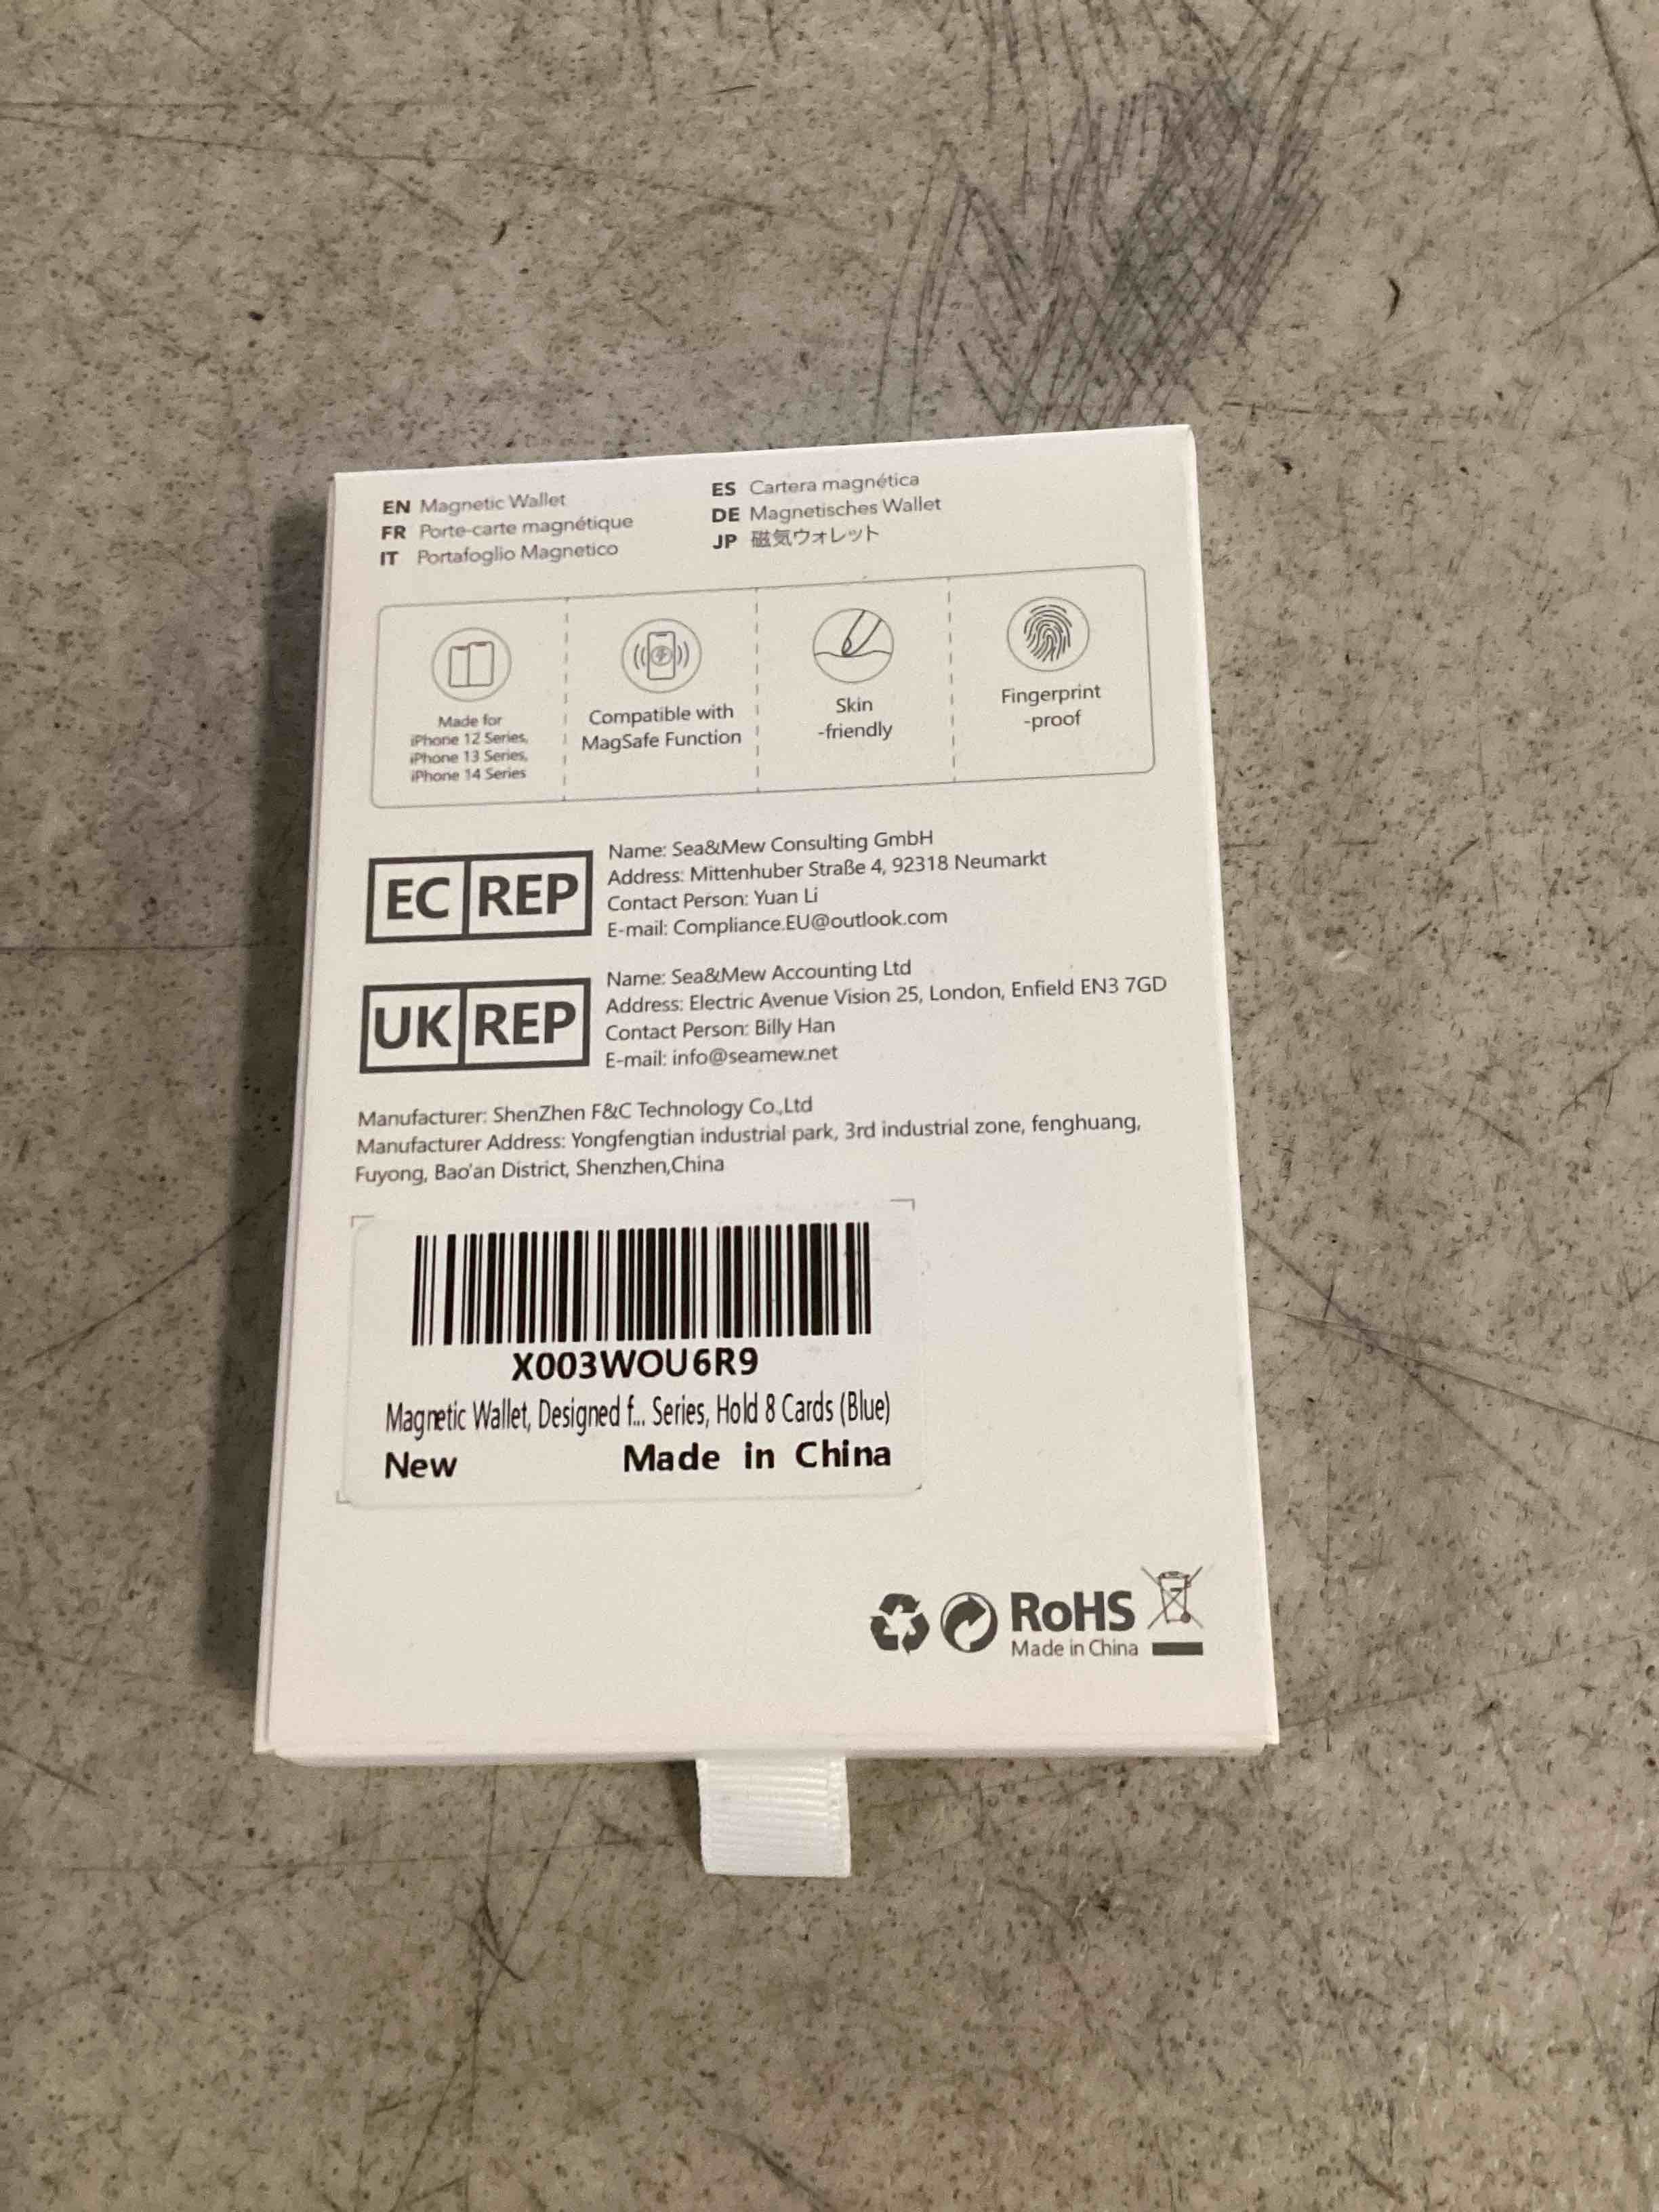 EN Magnetic Wallet
FR Porte-carte magnétique
IT Portafoglio Magnetico
ES Cartera magnética
DE Magnetisches Wallet
JP 磁気ウォレット
Made for
iPhone 12 Series,
iPhone 13 Series,
iPhone 14 Series
Compatible with
MagSafe Function
Skin
-friendly
Fingerprint
-proof
EC REP
Name: Sea&Mew Consulting GmbH
Address: Mittenhuber Straße 4, 92318 Neumarkt
Contact Person: Yuan Li
E-mail: Compliance.EU@outlook.com
UK REP
Name: Sea&Mew Accounting Ltd
Address: Electric Avenue Vision 25, London, Enfield EN3 7GD
Contact Person: Billy Han
E-mail: info@seamew.net
Manufacturer: ShenZhen F&C Technology Co.,Ltd
Manufacturer Address: Yongfengtian industrial park, 3rd industrial zone, fenghuang,
Fuyong, Bao'an District, Shenzhen,China
X003WOU6R9
Magnetic Wallet, Designed f... Series, Hold 8 Cards (Blue)
New Made in China
RoHS
Made in China